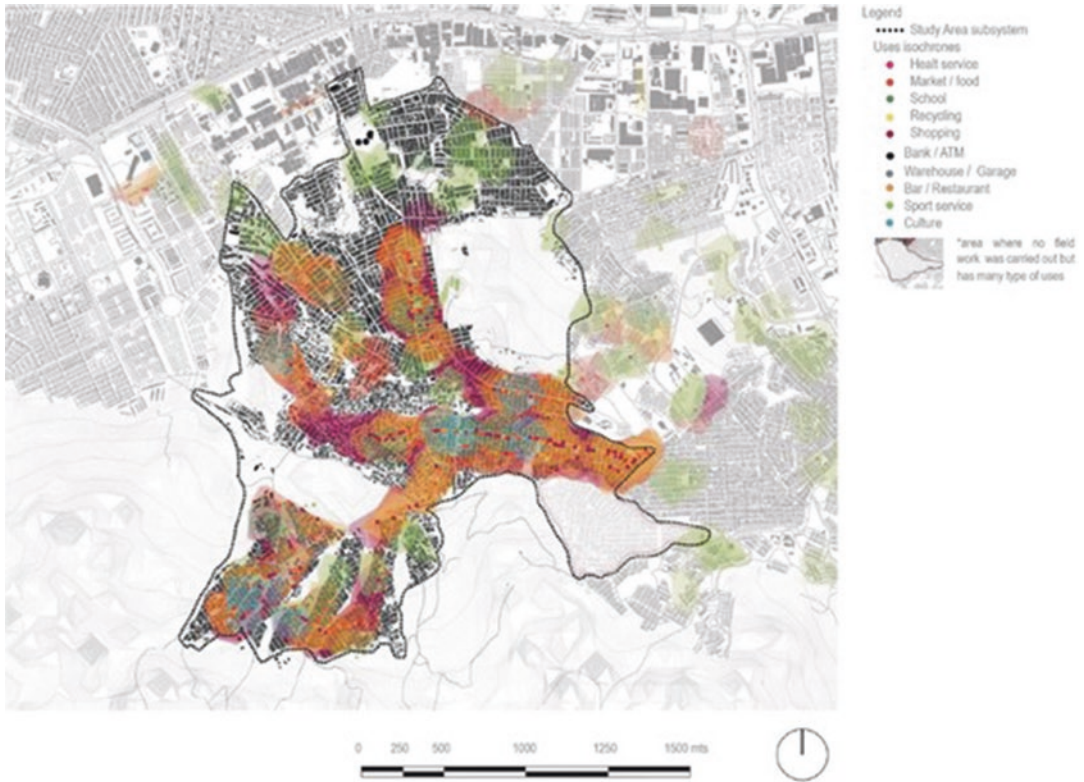 Legend
Study Area subsystem
Uses isochrones
Healt service
Market / food
School
Recycling
Shopping
Bank / ATM
Warehouse / Garage
Bar / Restaurant
Sport service
Culture
*area where no field
work was carried out but
has many type of uses
0 250 500 1000 1250 1500 mts